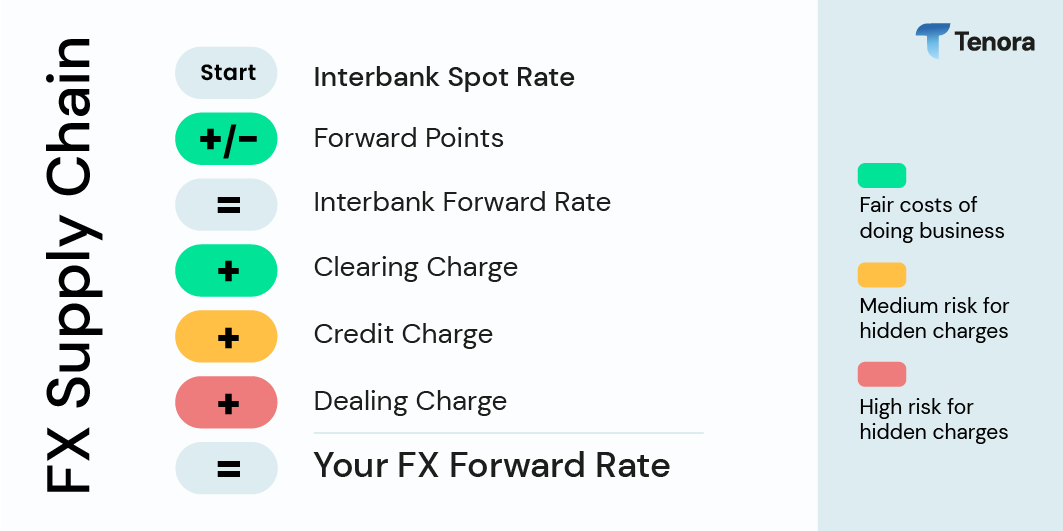 FX Supply Chain
Start Interbank Spot Rate
+/- Forward Points
= Interbank Forward Rate
+ Clearing Charge
+ Credit Charge
+ Dealing Charge
= Your FX Forward Rate
Tenora
Fair costs of
doing business
Medium risk for
hidden charges
High risk for
hidden charges